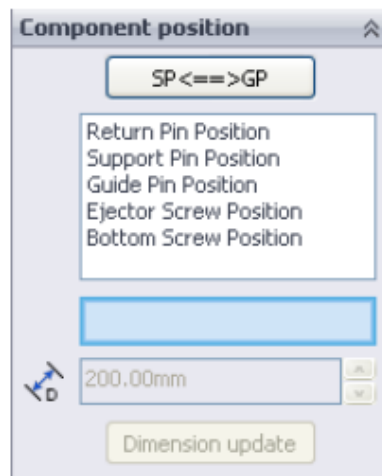 Component position
SP<==>GP
Return Pin Position
Support Pin Position
Guide Pin Position
Ejector Screw Position
Bottom Screw Position
D
200.00mm
Dimension update